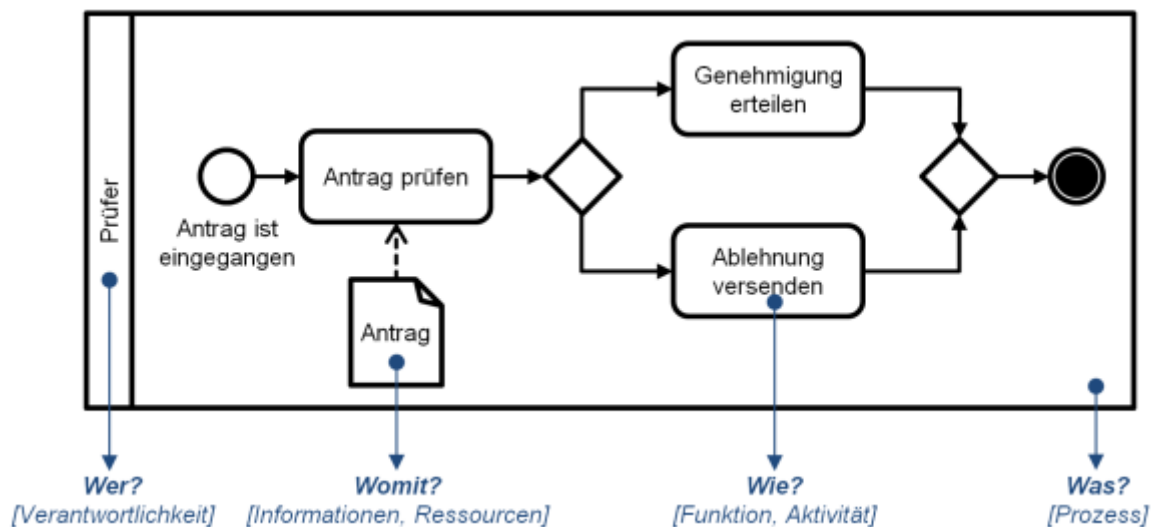 Genehmigung
erteilen
Prüfer
Antrag prüfen
Antrag ist
eingegangen
Ablehnung
versenden
Antrag
Wer?
[Verantwortlichkeit]
Womit?
[Informationen, Ressourcen]
Wie?
[Funktion, Aktivität]
Was?
[Prozess]